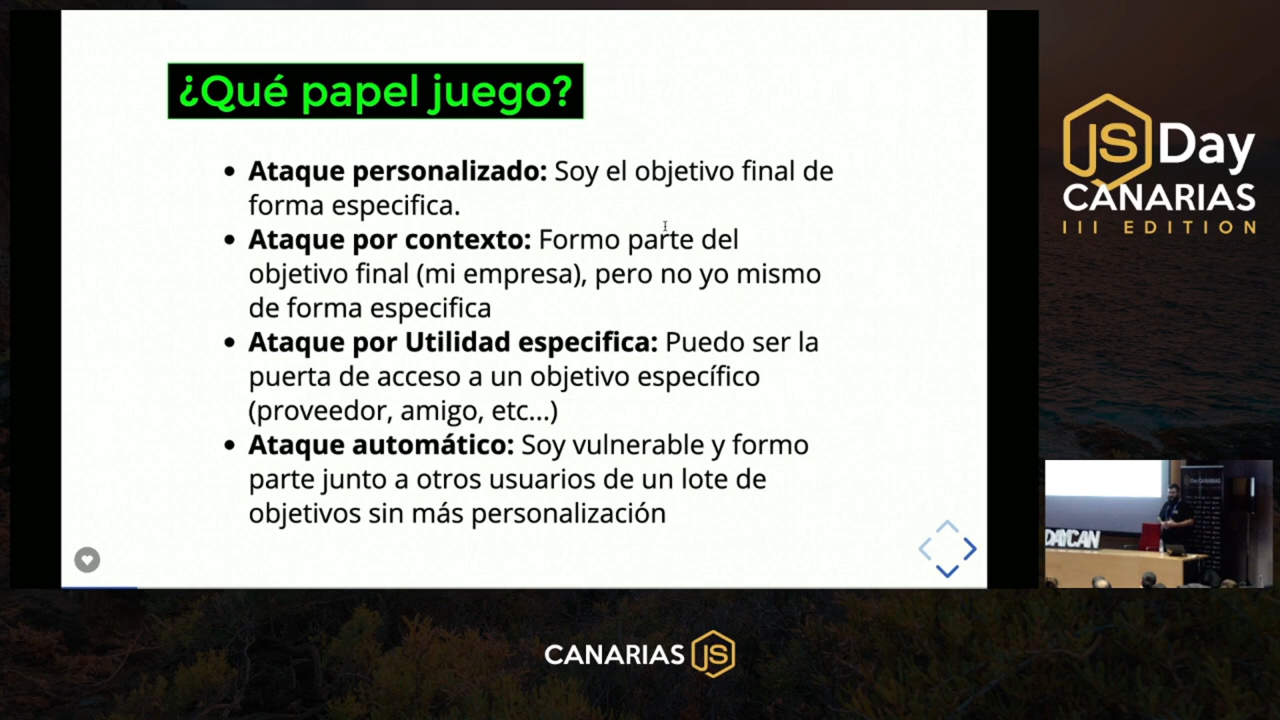 ¿Qué papel juego?
• Ataque personalizado: Soy el objetivo final de
forma especifica.
• Ataque por contexto: Formo parte del
objetivo final (mi empresa), pero no yo mismo
de forma especifica
• Ataque por Utilidad especifica: Puedo ser la
puerta de acceso a un objetivo específico
(proveedor, amigo, etc...)
• Ataque automático: Soy vulnerable y formo
parte junto a otros usuarios de un lote de
objetivos sin más personalización
JS Day
CANARIAS
III EDITION
DAYCAN
CANARIAS JS